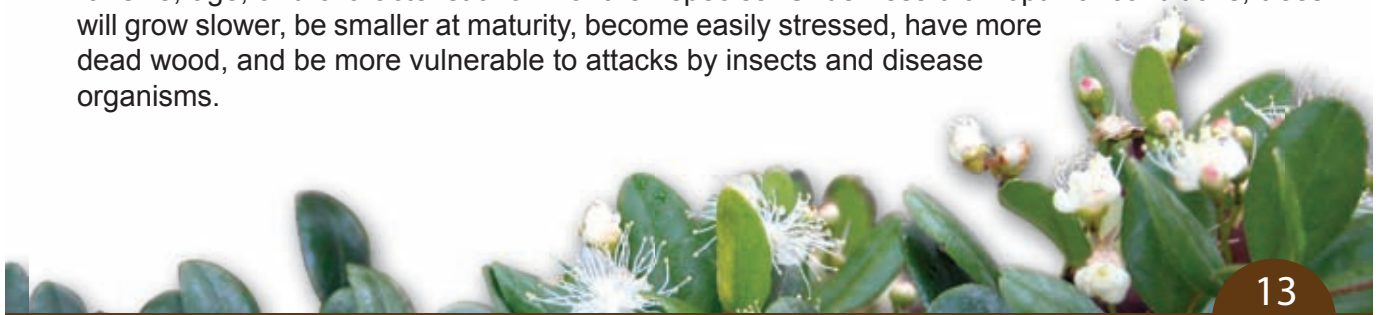 will grow slower, be smaller at maturity, become easily stressed, have more
dead wood, and be more vulnerable to attacks by insects and disease
organisms.
13